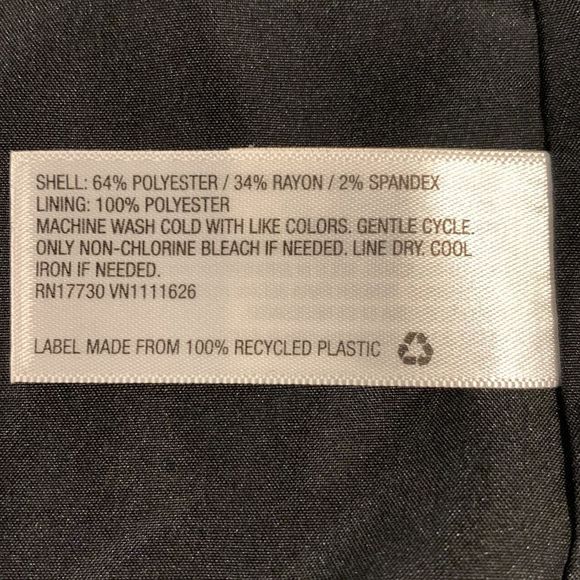 SHELL: 64% POLYESTER / 34% RAYON / 2% SPANDEX
LINING: 100% POLYESTER
MACHINE WASH COLD WITH LIKE COLORS. GENTLE CYCLE.
ONLY NON-CHLORINE BLEACH IF NEEDED. LINE DRY. COOL
IRON IF NEEDED.
RN17730 VN1111626
LABEL MADE FROM 100% RECYCLED PLASTIC